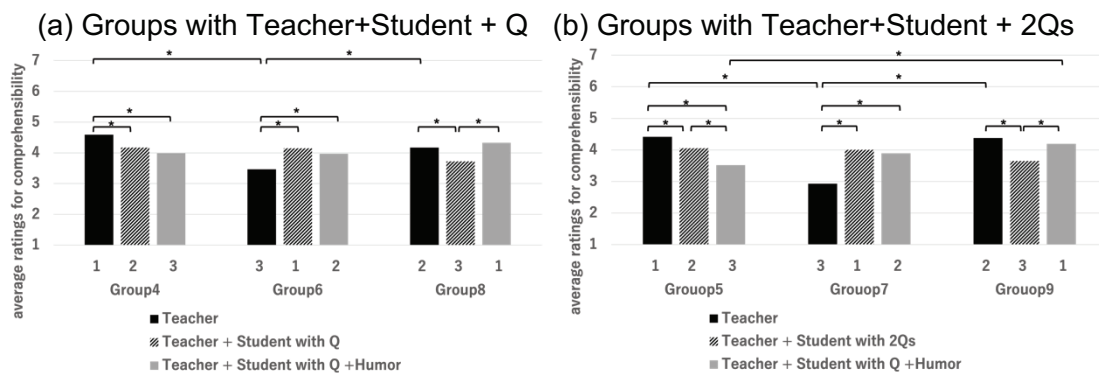 (a) Groups with Teacher+Student + Q
*
*
*
*
*
*
*
*
average ratings for comprehensibility
7
6
5
4
3
2
1
1 2 3
3 1 2
2 3 1
Group4
Group6
Group8
Teacher
Teacher + Student with Q
Teacher + Student with Q +Humor
(b) Groups with Teacher+Student + 2Qs
*
*
*
*
*
*
*
*
*
*
average ratings for comprehensibility
7
6
5
4
3
2
1
1 2 3
3 1 2
2 3 1
Grouop5
Grouop7
Grouop9
Teacher
Teacher + Student with 2Qs
Teacher + Student with Q +Humor